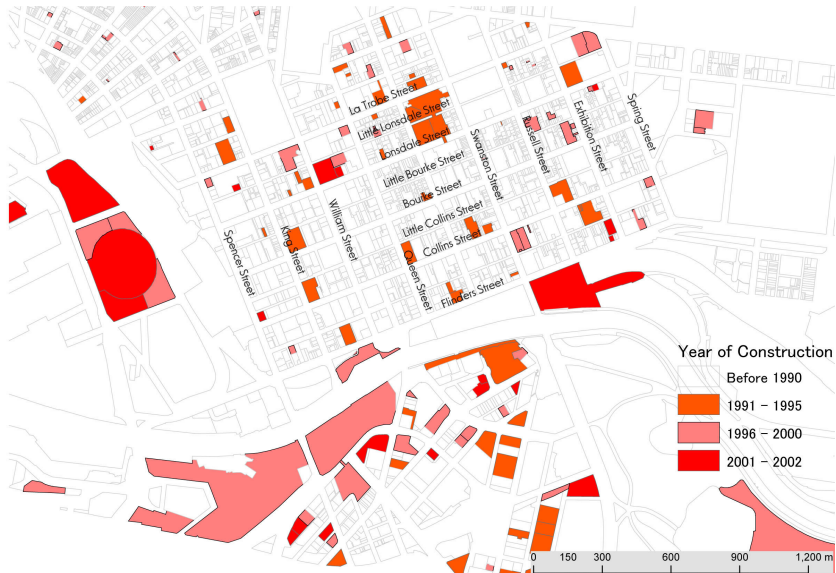 La Trobe Street
Little Lonsdale Street
Lonsdale Street
Little Bourke Street
Bourke Street
Little Collins Street
Collins Street
Flinders Street
Spencer Street
King Street
William Street
Queen Street
Swanston Street
Russell Street
Exhibition Street
Spring Street
Year of Construction
Before 1990
1991 - 1995
1996 - 2000
2001 - 2002
0 150 300 600 900 1,200 m